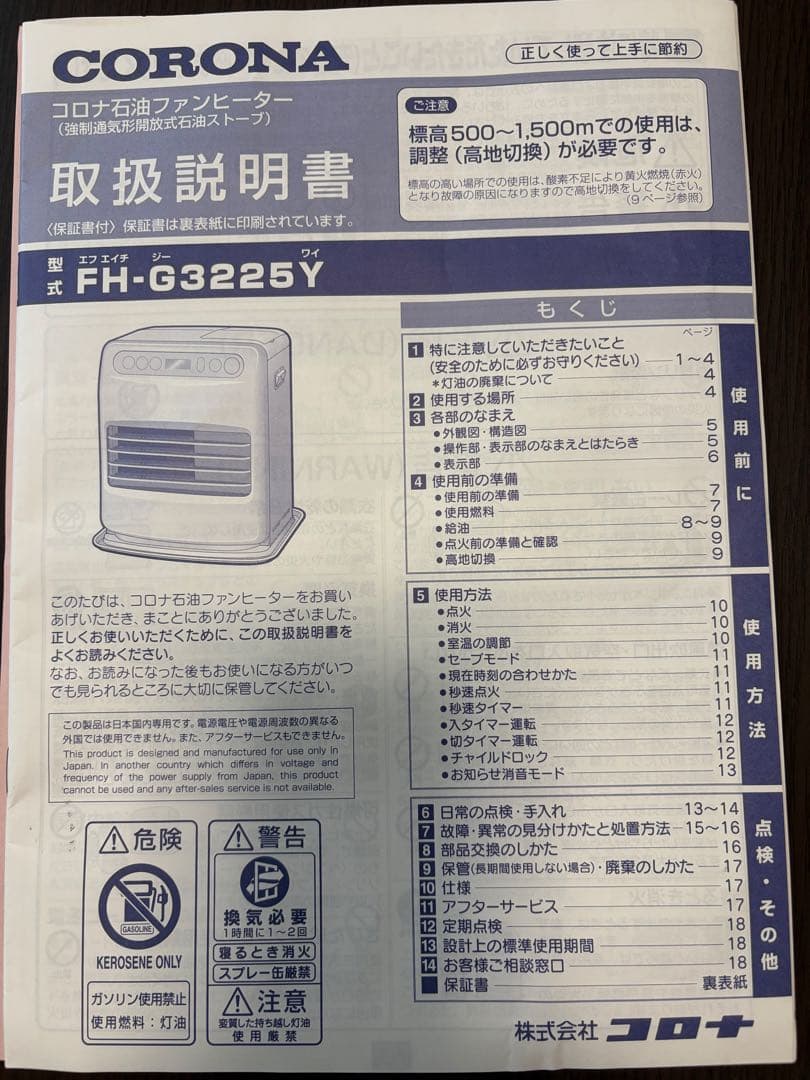 CORONA
正しく使って上手に節約
コロナ石油ファンヒーター
(強制通気形開放式石油ストーブ)
取扱説明書
〈保証書付〉保証書は裏表紙に印刷されています。
ご注意
標高500〜1,500mでの使用は、
調整(高地切換)が必要です。
標高の高い場所での使用は、酸素不足により黄火燃焼(赤火)
となり故障の原因になりますので高地切換をしてください。
(9ページ参照)
エフ エイチ ジー ワイ
型式 FH-G3225Y
もくじ
ページ
1 特に注意していただきたいこと
(安全のために必ずお守りください) 1〜4
*灯油の廃棄について 4
2 使用する場所 4
3 各部のなまえ
●外観図・構造図 5
●操作部・表示部のなまえとはたらき 5
●表示部 6
4 使用前の準備
●使用前の準備 7
●使用燃料 7
●給油 8〜9
●点火前の準備と確認 9
●高地切換 9
使用前に
5 使用方法
●点火 10
●消火 10
●室温の調節 10
●セーブモード 11
●現在時刻の合わせかた 11
●秒速点火 11
●秒速タイマー 11
●入タイマー運転 12
●切タイマー運転 12
●チャイルドロック 12
●お知らせ消音モード 13
使用方法
6 日常の点検・手入れ 13〜14
7 故障・異常の見分けかたと処置方法 15〜16
8 部品交換のしかた 16
9 保管(長期間使用しない場合)・廃棄のしかた 17
10 仕様 17
11 アフターサービス 17
12 定期点検 18
13 設計上の標準使用期間 18
14 お客様ご相談窓口 18
■ 保証書 裏表紙
点検・その他
このたびは、コロナ石油ファンヒーターをお買い
あげいただき、まことにありがとうございました。
正しくお使いいただくために、この取扱説明書を
よくお読みください。
なお、お読みになった後もお使いになる方がいつ
でも見られるところに大切に保管してください。
この製品は日本国内専用です。電源電圧や電源周波数の異なる
外国では使用できません。また、アフターサービスもできません。
This product is designed and manufactured for use only in
Japan. In another country which differs in voltage and
frequency of the power supply from Japan, this product
cannot be used and any after-sales service is not available.
危険
GASOLINE
KEROSENE ONLY
ガソリン使用禁止
使用燃料：灯油
警告
換気必要
1時間に1〜2回
寝るとき消火
スプレー缶厳禁
注意
変質した持ち越し灯油
使用厳禁
株式会社 コロナ